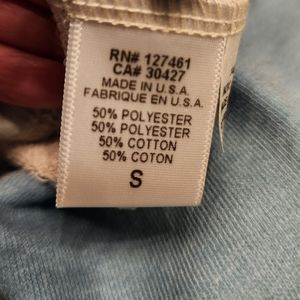 RN# 127461
CA# 30427
MADE IN U.S.A.
FABRIQUE EN U.S.A.
50% POLYESTER
50% POLYESTER
50% COTTON
50% COTON
S